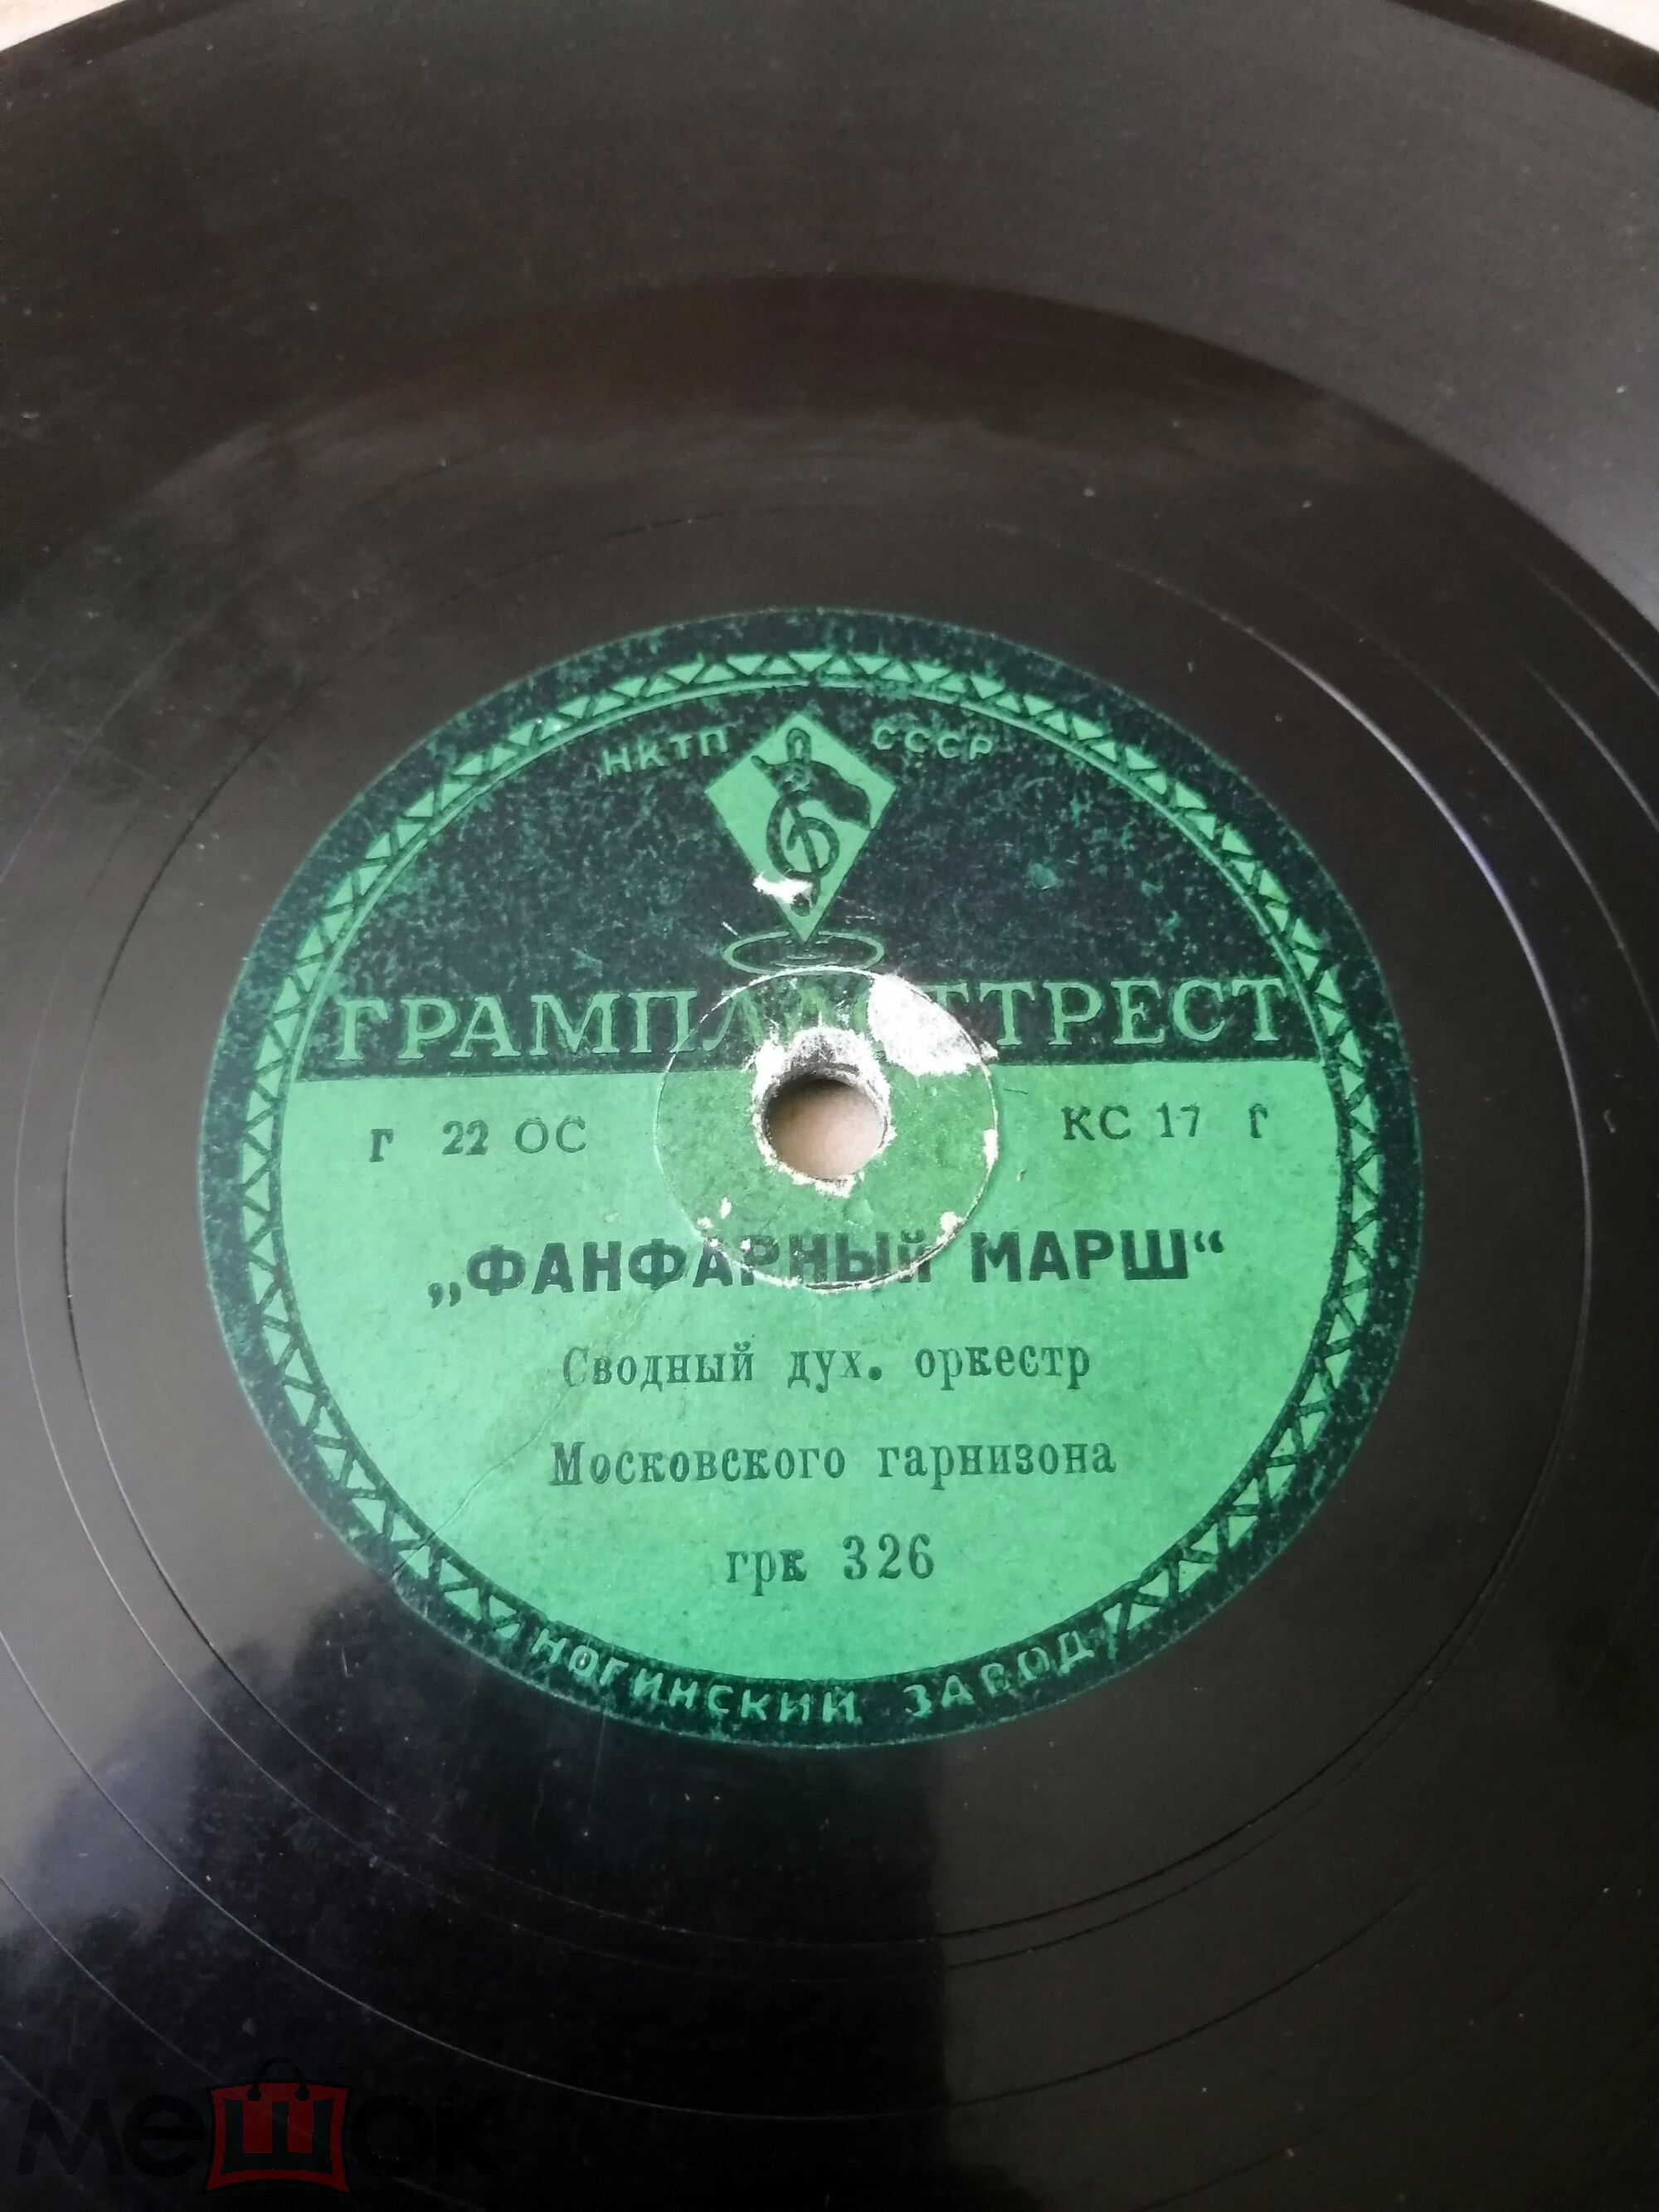 НКТП СССР
ГРАМПЛАСТТРЕСТ
Г 22 ОС КС 17 Г
„ФАНФАРНЫЙ МАРШ“
Сводный дух. оркестр
Московского гарнизона
грк 326
НОГИНСКИЙ ЗАВОД
мешок